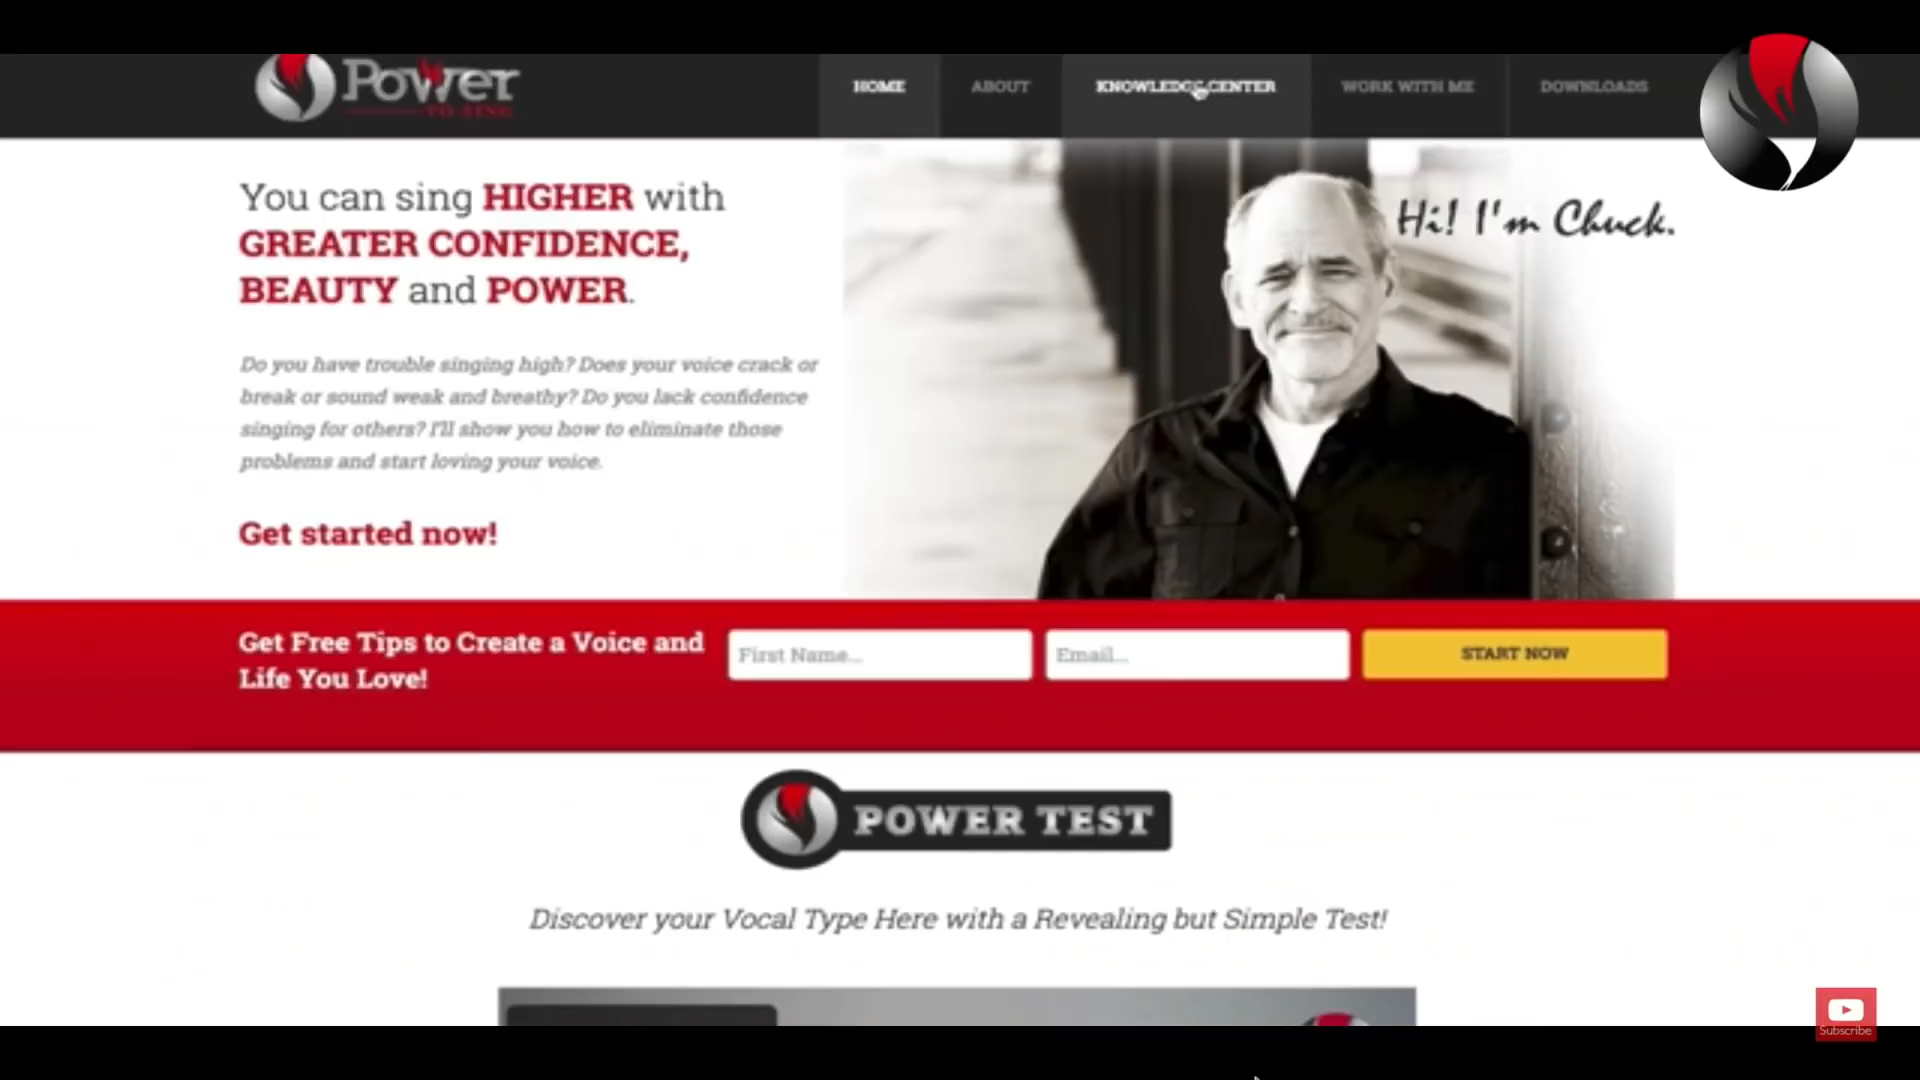 Power
TO SING
HOME
ABOUT
KNOWLEDGE CENTER
WORK WITH ME
DOWNLOADS
You can sing HIGHER with
GREATER CONFIDENCE,
BEAUTY and POWER.
Hi! I'm Chuck.
Do you have trouble singing high? Does your voice crack or
break or sound weak and breathy? Do you lack confidence
singing for others? I'll show you how to eliminate those
problems and start loving your voice.
Get started now!
Get Free Tips to Create a Voice and
Life You Love!
First Name...
Email...
START NOW
POWER TEST
Discover your Vocal Type Here with a Revealing but Simple Test!
Subscribe